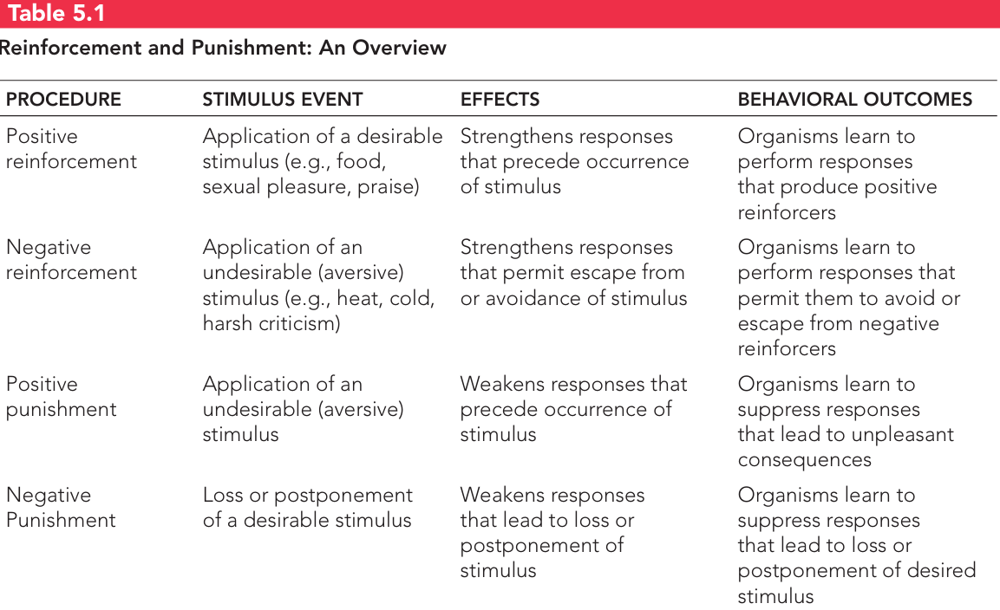 Table 5.1
Reinforcement and Punishment: An Overview
PROCEDURE STIMULUS EVENT EFFECTS BEHAVIORAL OUTCOMES
Positive Application of a desirable Strengthens responses Organisms learn to
reinforcement stimulus (e.g., food, that precede occurrence perform responses
sexual pleasure, praise) of stimulus that produce positive
reinforcers
Negative Application of an Strengthens responses Organisms learn to
reinforcement undesirable (aversive) that permit escape from perform responses that
stimulus (e.g., heat, cold, or avoidance of stimulus permit them to avoid or
harsh criticism) escape from negative
reinforcers
Positive Application of an Weakens responses that Organisms learn to
punishment undesirable (aversive) precede occurrence of suppress responses
stimulus stimulus that lead to unpleasant
consequences
Negative Loss or postponement Weakens responses Organisms learn to
Punishment of a desirable stimulus that lead to loss or suppress responses
postponement of that lead to loss or
stimulus postponement of desired
stimulus